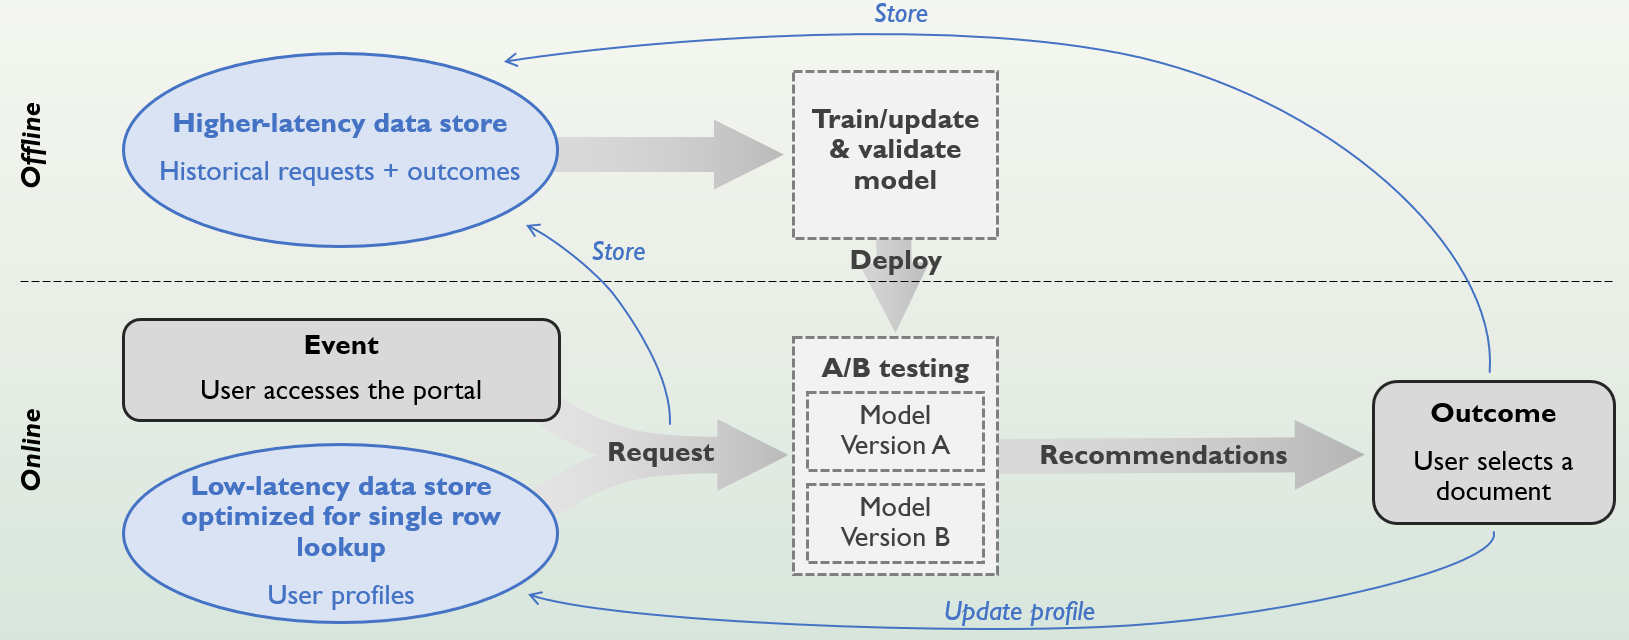 Store
Offline
Higher-latency data store
Historical requests + outcomes
Train/update
& validate
model
Store
Deploy
Online
Event
User accesses the portal
Low-latency data store
optimized for single row
lookup
User profiles
Request
A/B testing
Model
Version A
Model
Version B
Recommendations
Outcome
User selects a
document
Update profile